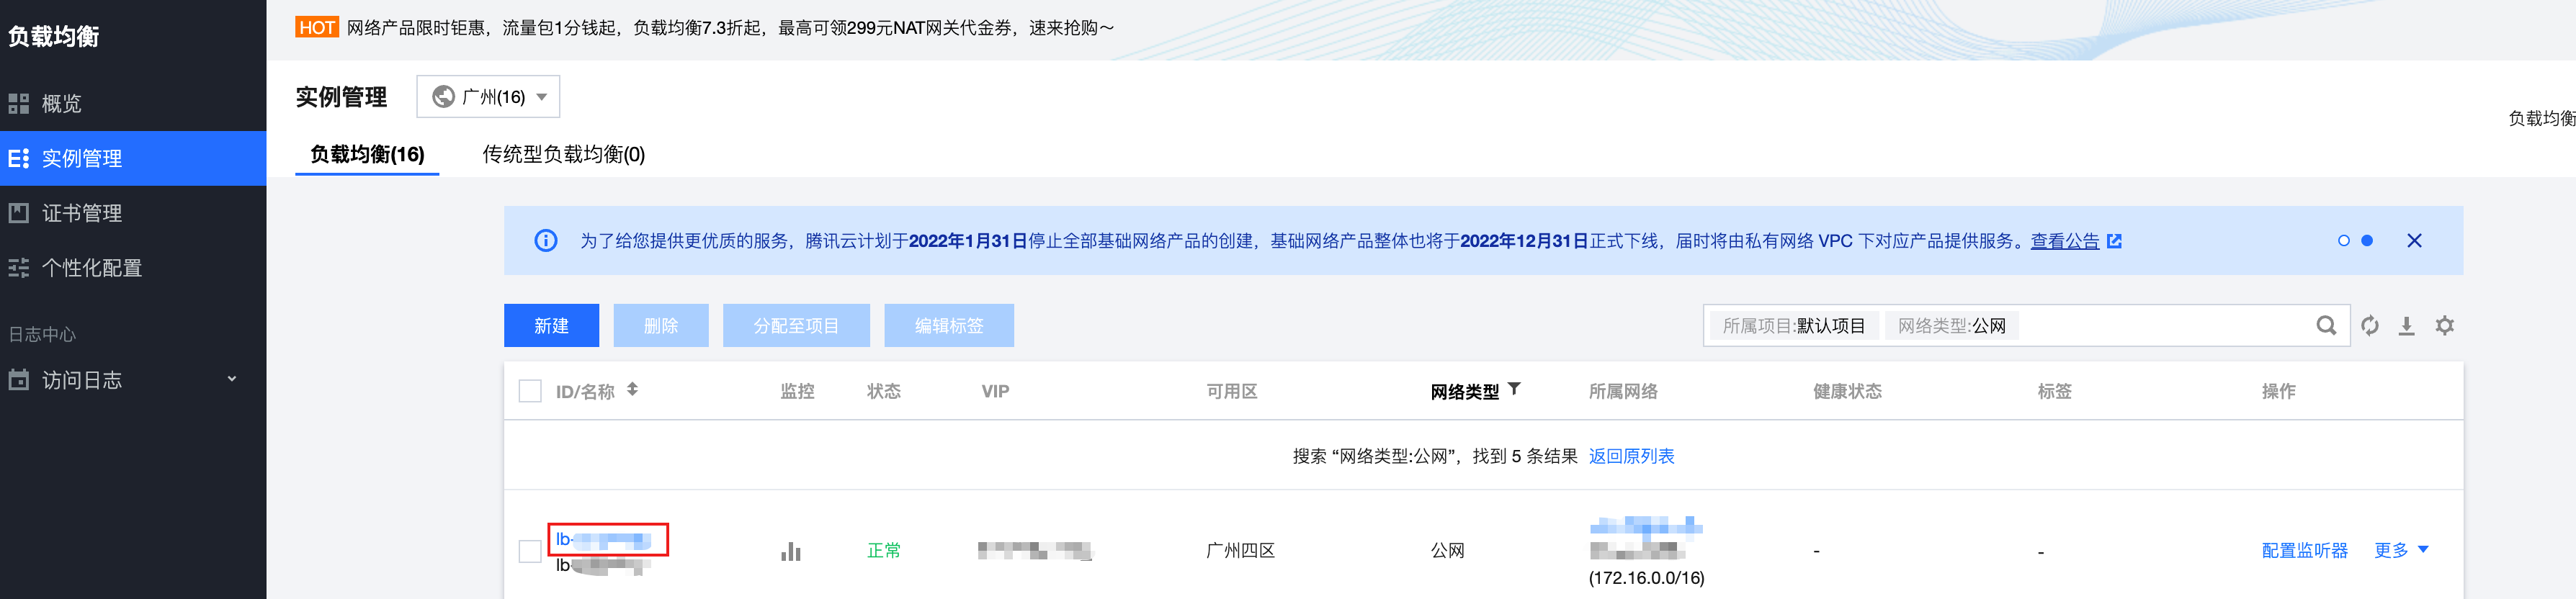 负载均衡
概览
实例管理
证书管理
个性化配置
日志中心
访问日志
HOT 网络产品限时钜惠，流量包1分钱起，负载均衡7.3折起，最高可领299元NAT网关代金券，速来抢购～
实例管理 广州(16)
负载均衡
负载均衡(16) 传统型负载均衡(0)
为了给您提供更优质的服务，腾讯云计划于2022年1月31日停止全部基础网络产品的创建，基础网络产品整体也将于2022年12月31日正式下线，届时将由私有网络 VPC 下对应产品提供服务。查看公告
新建 删除 分配至项目 编辑标签 所属项目:默认项目 网络类型:公网
ID/名称 监控 状态 VIP 可用区 网络类型 所属网络 健康状态 标签 操作
搜索 “网络类型:公网”，找到 5 条结果 返回原列表
lb-
lb
正常 广州四区 公网 - - 配置监听器 更多
(172.16.0.0/16)